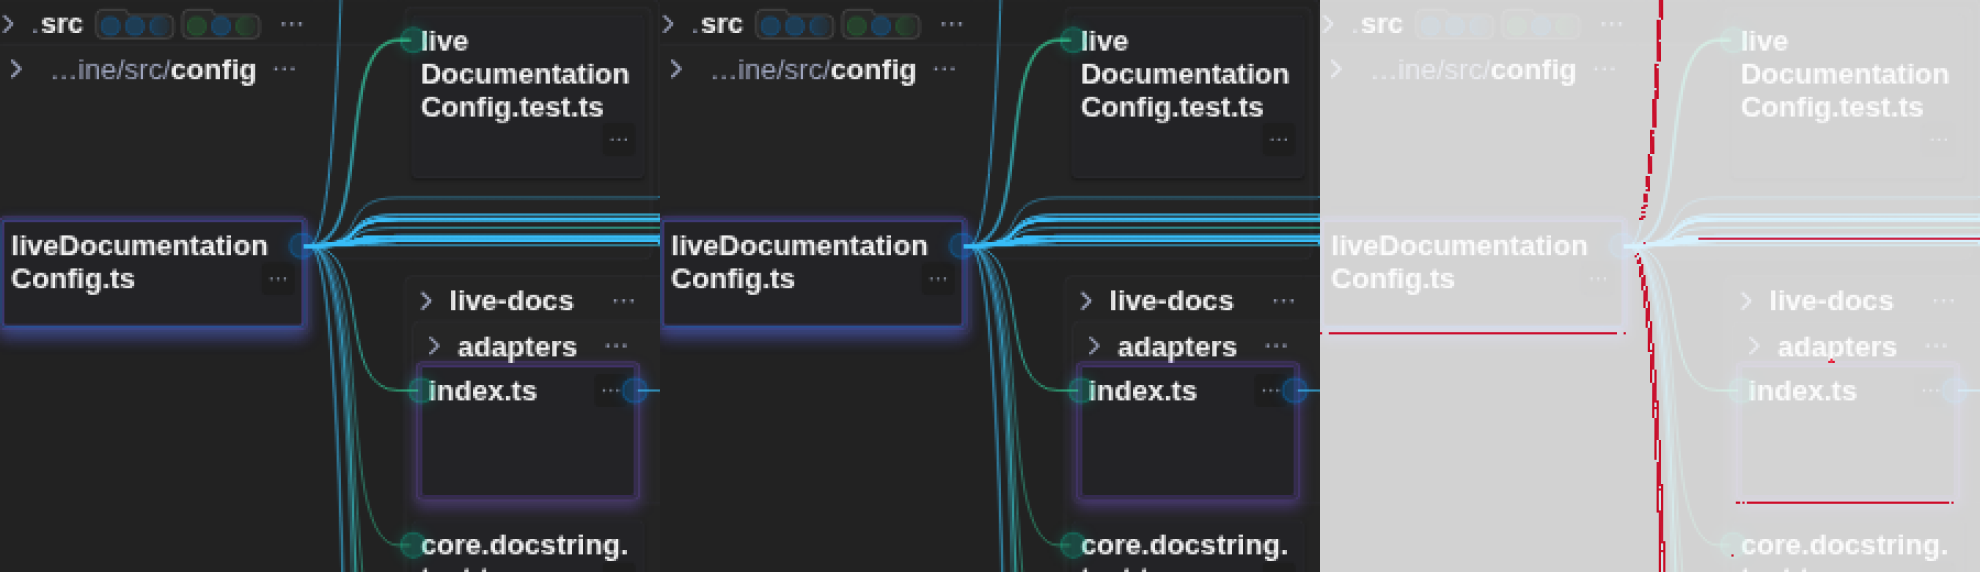 .src ...
...ine/src/config ...
live
Documentation
Config.test.ts
...
liveDocumentation
Config.ts
...
live-docs ...
adapters ...
index.ts ...
core.docstring.
.src ...
...ine/src/config ...
live
Documentation
Config.test.ts
...
liveDocumentation
Config.ts
...
live-docs ...
adapters ...
index.ts ...
core.docstring.
.src ...
...ine/src/config ...
live
Documentation
Config.test.ts
...
liveDocumentation
Config.ts
...
live-docs ...
adapters ...
index.ts ...
core.docstring.